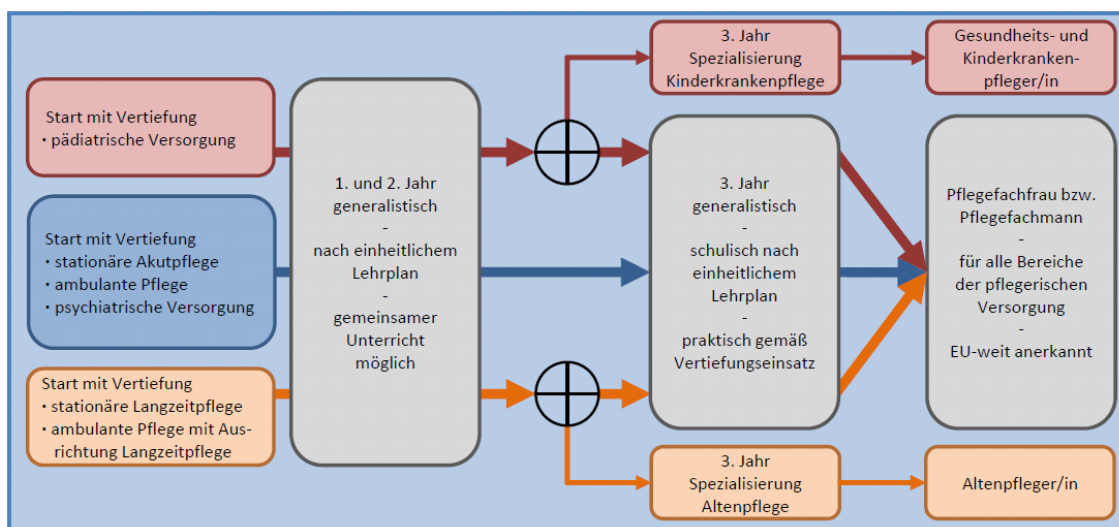 Start mit Vertiefung
· pädiatrische Versorgung
Start mit Vertiefung
· stationäre Akutpflege
· ambulante Pflege
· psychiatrische Versorgung
Start mit Vertiefung
· stationäre Langzeitpflege
· ambulante Pflege mit Aus-
richtung Langzeitpflege
1. und 2. Jahr
generalistisch
-
nach einheitlichem
Lehrplan
-
gemeinsamer
Unterricht
möglich
3. Jahr
Spezialisierung
Kinderkrankenpflege
3. Jahr
generalistisch
-
schulisch nach
einheitlichem
Lehrplan
-
praktisch gemäß
Vertiefungseinsatz
3. Jahr
Spezialisierung
Altenpflege
Gesundheits- und
Kinderkranken-
pfleger/in
Pflegefachfrau bzw.
Pflegefachmann
-
für alle Bereiche
der pflegerischen
Versorgung
-
EU-weit anerkannt
Altenpfleger/in